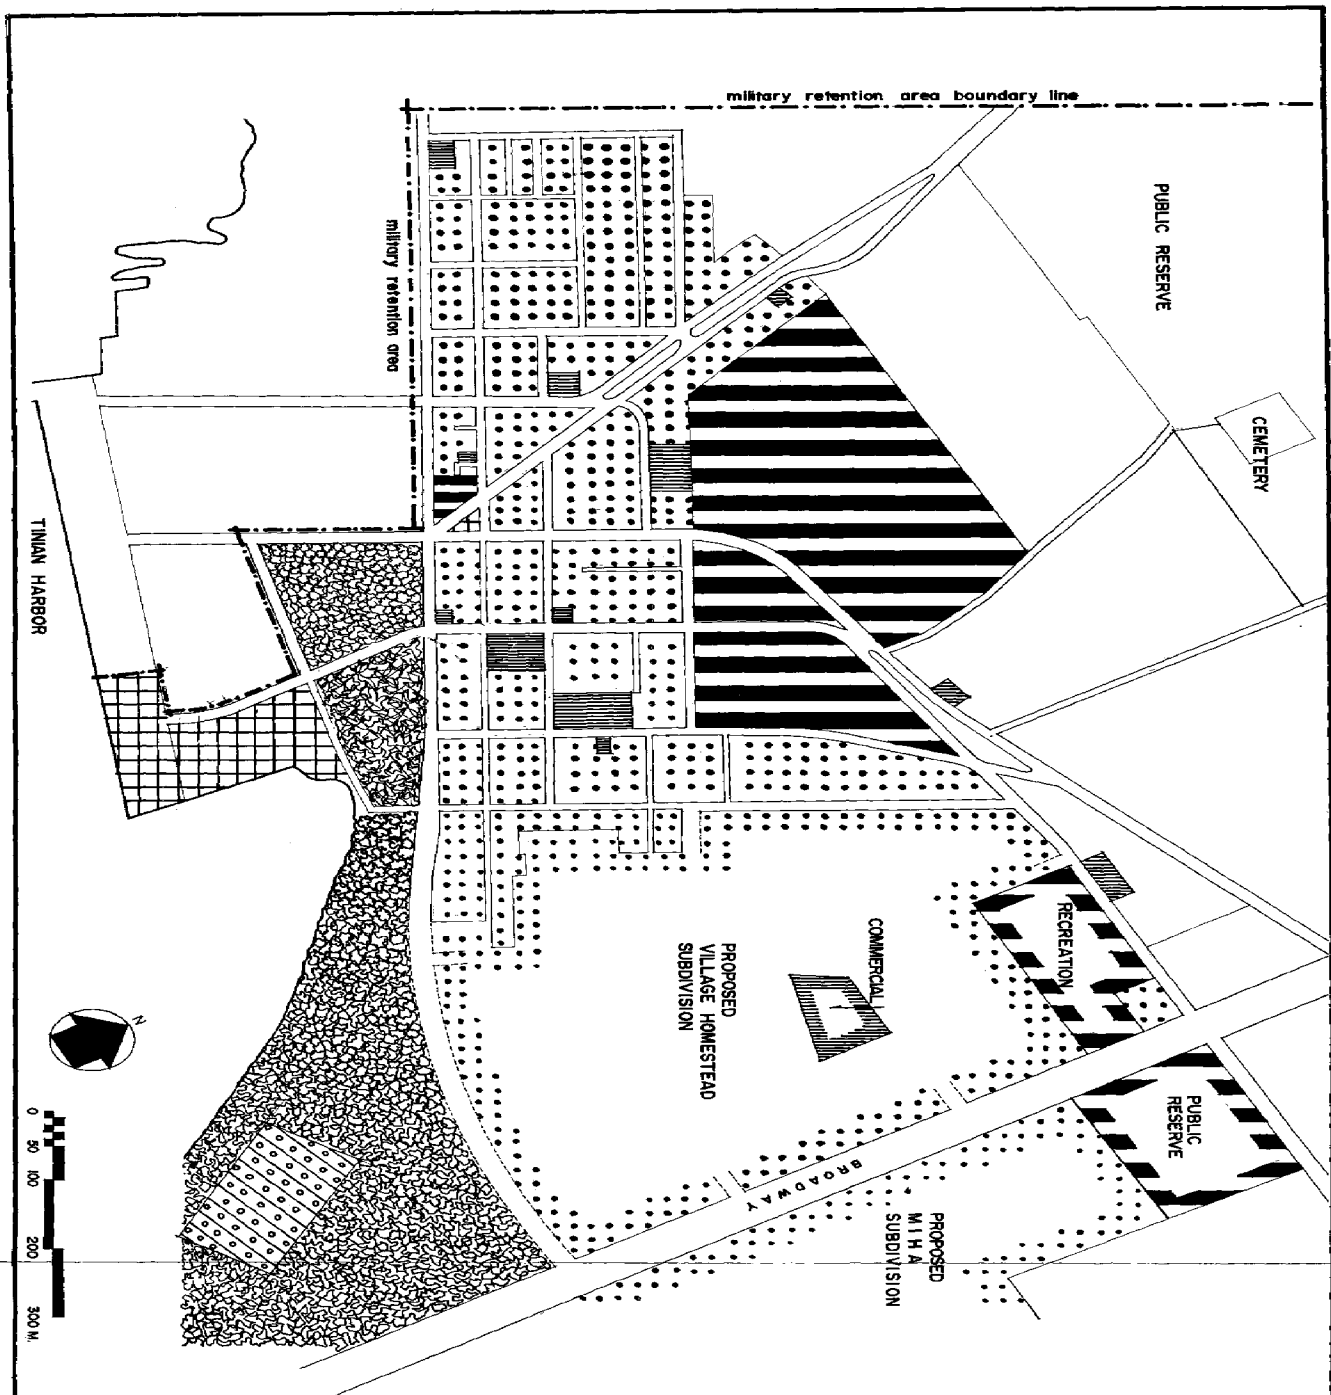 military retention area boundary line
PUBLIC RESERVE
military retention area
CEMETERY
TINIAN HARBOR
RECREATION
COMMERCIAL
PROPOSED
VILLAGE HOMESTEAD
SUBDIVISION
PUBLIC
RESERVE
BROADWAY
PROPOSED
M I H A
SUBDIVISION
N
0 50 100 200 300 M.